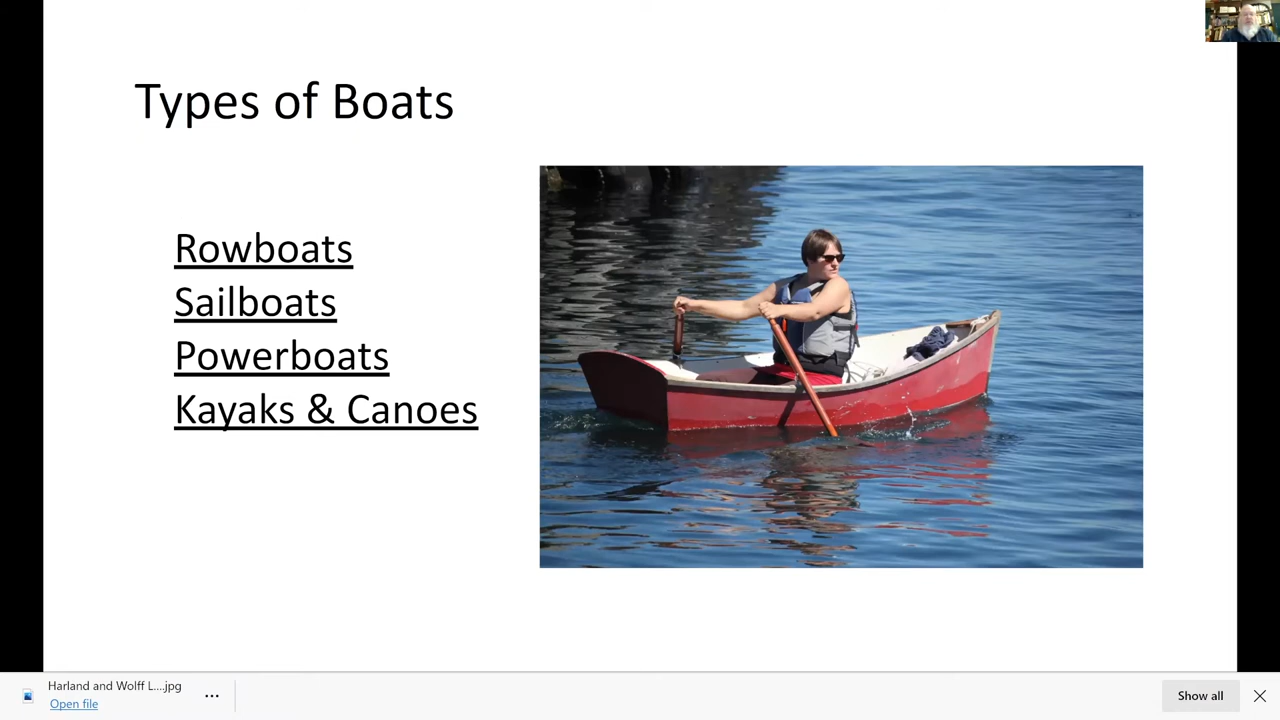 Types of Boats
Rowboats
Sailboats
Powerboats
Kayaks & Canoes
Harland and Wolff L....jpg
Open file
Show all